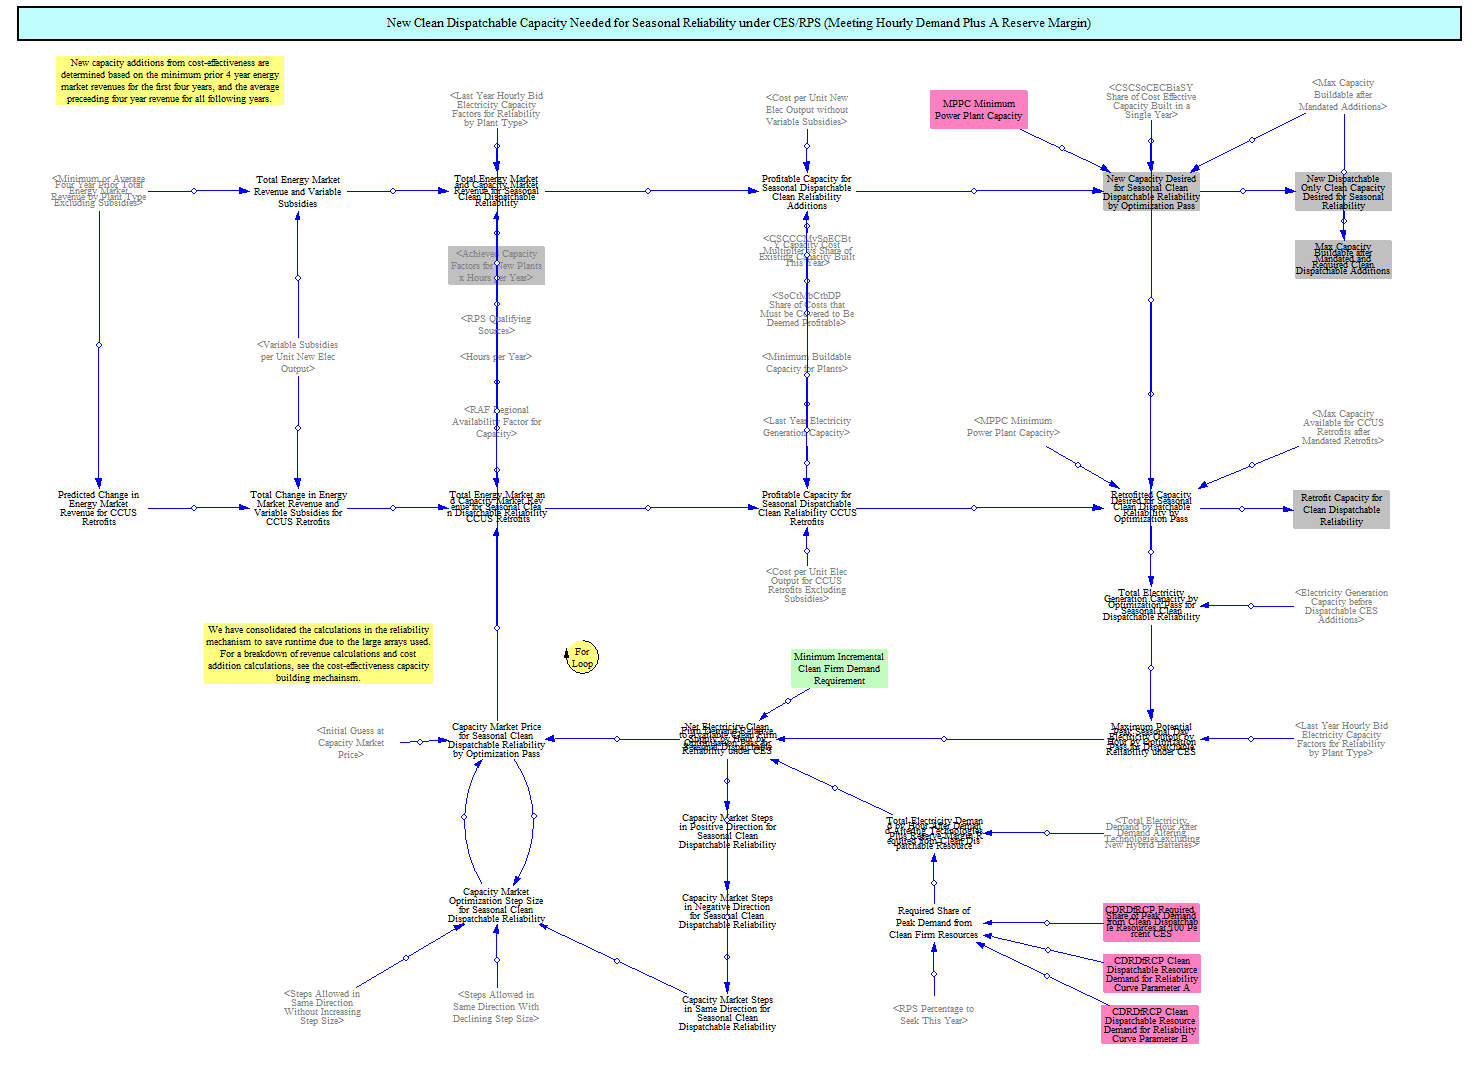 New Clean Dispatchable Capacity Needed for Seasonal Reliability under CES/RPS (Meeting Hourly Demand Plus A Reserve Margin)
New capacity additions from cost-effectiveness are
determined based on the minimum prior 4 year energy
market revenues for the first four years, and the average
preceeding four year revenue for all following years.
<Last Year Hourly Bid
Electricity Capacity
Factors for Reliability
by Plant Type>
<Cost per Unit New
Elec Output without
Variable Subsidies>
MPPC Minimum
Power Plant Capacity
<CSCSoCECBiaSY
Share of Cost Effective
Capacity Built in a
Single Year>
<Max Capacity
Buildable after
Mandated Additions>
<Minimum or Average
Four Year Prior Total
Energy Market
Revenue by Plant Type
Excluding Subsidies>
Total Energy Market
Revenue and Variable
Subsidies
Total Energy Market
and Capacity Market
Revenue for Seasonal
Clean Dispatchable
Reliability
Profitable Capacity for
Seasonal Dispatchable
Clean Reliability
Additions
New Capacity Desired
for Seasonal Clean
Dispatchable Reliability
by Optimization Pass
New Dispatchable
Only Clean Capacity
Desired for Seasonal
Reliability
Max Capacity
Buildable after
Mandated and
Required Clean
Dispatchable Additions
<Achieved Capacity
Factors for New Plants
x Hours per Year>
Y Capacity Cost
Multiplier vs Share of
Existing Capacity Built
This Year>
<RPS Qualifying
Sources>
<SoCtMbCtbDP
Share of Costs that
Must be Covered to Be
Deemed Profitable>
<Variable Subsidies
per Unit New Elec
Output>
<Hours per Year>
<Minimum Buildable
Capacity for Plants>
<RAF Regional
Availability Factor for
Capacity>
<Last Year Electricity
Generation Capacity>
<MPPC Minimum
Power Plant Capacity>
<Max Capacity
Available for CCUS
Retrofits after
Mandated Retrofits>
Predicted Change in
Energy Market
Revenue for CCUS
Retrofits
Total Change in Energy
Market Revenue and
Variable Subsidies for
CCUS Retrofits
Total Energy Market an
d Capacity Market Rev
enue for Seasonal Clea
n Disatchable Reliability
CCUS Retrofits
Profitable Capacity for
Seasonal Dispatchable
Clean Reliability CCUS
Retrofits
Retrofitted Capacity
Desired for Seasonal
Clean Dispatchable
Reliability by
Optimization Pass
Retrofit Capacity for
Clean Dispatchable
Reliability
<Cost per Unit Elec
Output for CCUS
Retrofits Excluding
Subsidies>
Total Electricity
Generation Capacity by
Optimization Pass for
Seasonal Clean
Dispatchable Reliability
<Electricity Generation
Capacity before
Dispatchable CES
Additions>
We have consolidated the calculations in the reliability
mechanism to save runtime due to the large arrays used.
For a breakdown of revenue calculations and cost
addition calculations, see the cost-effectiveness capacity
building mechainsm.
For
Loop
Minimum Incremental
Clean Firm Demand
Requirement
<Initial Guess at
Capacity Market
Price>
Capacity Market Price
for Seasonal Clean
Dispatchable Reliability
by Optimization Pass
Net Electricity Clean
Reliability under CES
Maximum Potential
Peak Seasonal Day
Electricity Output by
Hour by Optimization
Pass for Dispatchable
Reliability under CES
<Last Year Hourly Bid
Electricity Capacity
Factors for Reliability
by Plant Type>
Capacity Market Steps
in Positive Direction for
Seasonal Clean
Dispatchable Reliability
Total Electricity Deman
d by Hour After Deman
d Altering Technologies
Plus Reserve Margin R
equired from Clean Dis
patchable Resource
<Total Electricity
Demand by Hour After
Demand Altering
Technologies excluding
New Hybrid Batteries>
Capacity Market
Optimization Step Size
for Seasonal Clean
Dispatchable Reliability
Capacity Market Steps
in Negative Direction
for Seasonal Clean
Dispatchable Reliability
Required Share of
Peak Demand from
Clean Firm Resources
CDRDfRCP Required
Share of Peak Demand
from Clean Dispatchab
le Resources at 100 Pe
rcent CES
CDRDfRCP Clean
Dispatchable Resource
Demand for Reliability
Curve Parameter A
<Steps Allowed in
Same Direction
Without Increasing
Step Size>
<Steps Allowed in
Same Direction With
Declining Step Size>
Capacity Market Steps
in Same Direction for
Seasonal Clean
Dispatchable Reliability
<RPS Percentage to
Seek This Year>
CDRDfRCP Clean
Dispatchable Resource
Demand for Reliability
Curve Parameter B